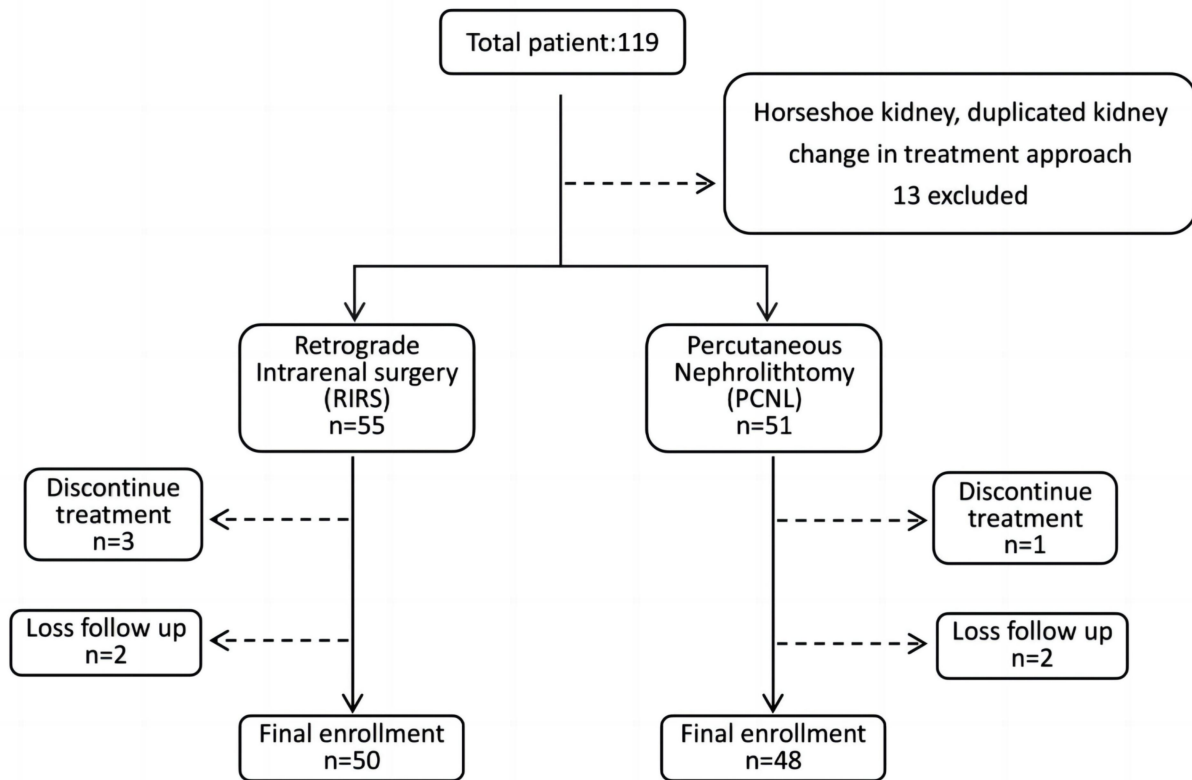 Total patient:119
Horseshoe kidney, duplicated kidney
change in treatment approach
13 excluded
Retrograde
Intrarenal surgery
(RIRS)
n=55
Percutaneous
Nephrolithtomy
(PCNL)
n=51
Discontinue
treatment
n=3
Discontinue
treatment
n=1
Loss follow up
n=2
Loss follow up
n=2
Final enrollment
n=50
Final enrollment
n=48